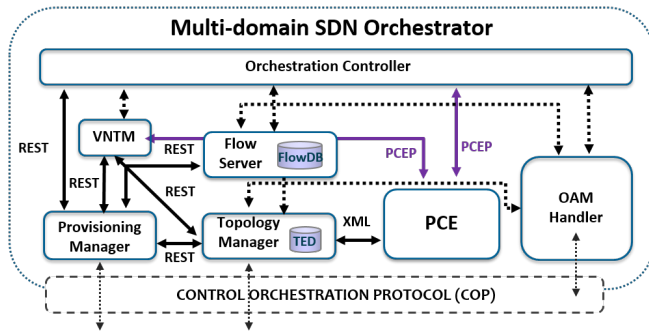 Multi-domain SDN Orchestrator
Orchestration Controller
VNTM
REST
REST
Flow
Server
FlowDB
PCEP
PCEP
REST
REST
Provisioning
Manager
REST
Topology
Manager
TED
XML
PCE
OAM
Handler
CONTROL ORCHESTRATION PROTOCOL (COP)